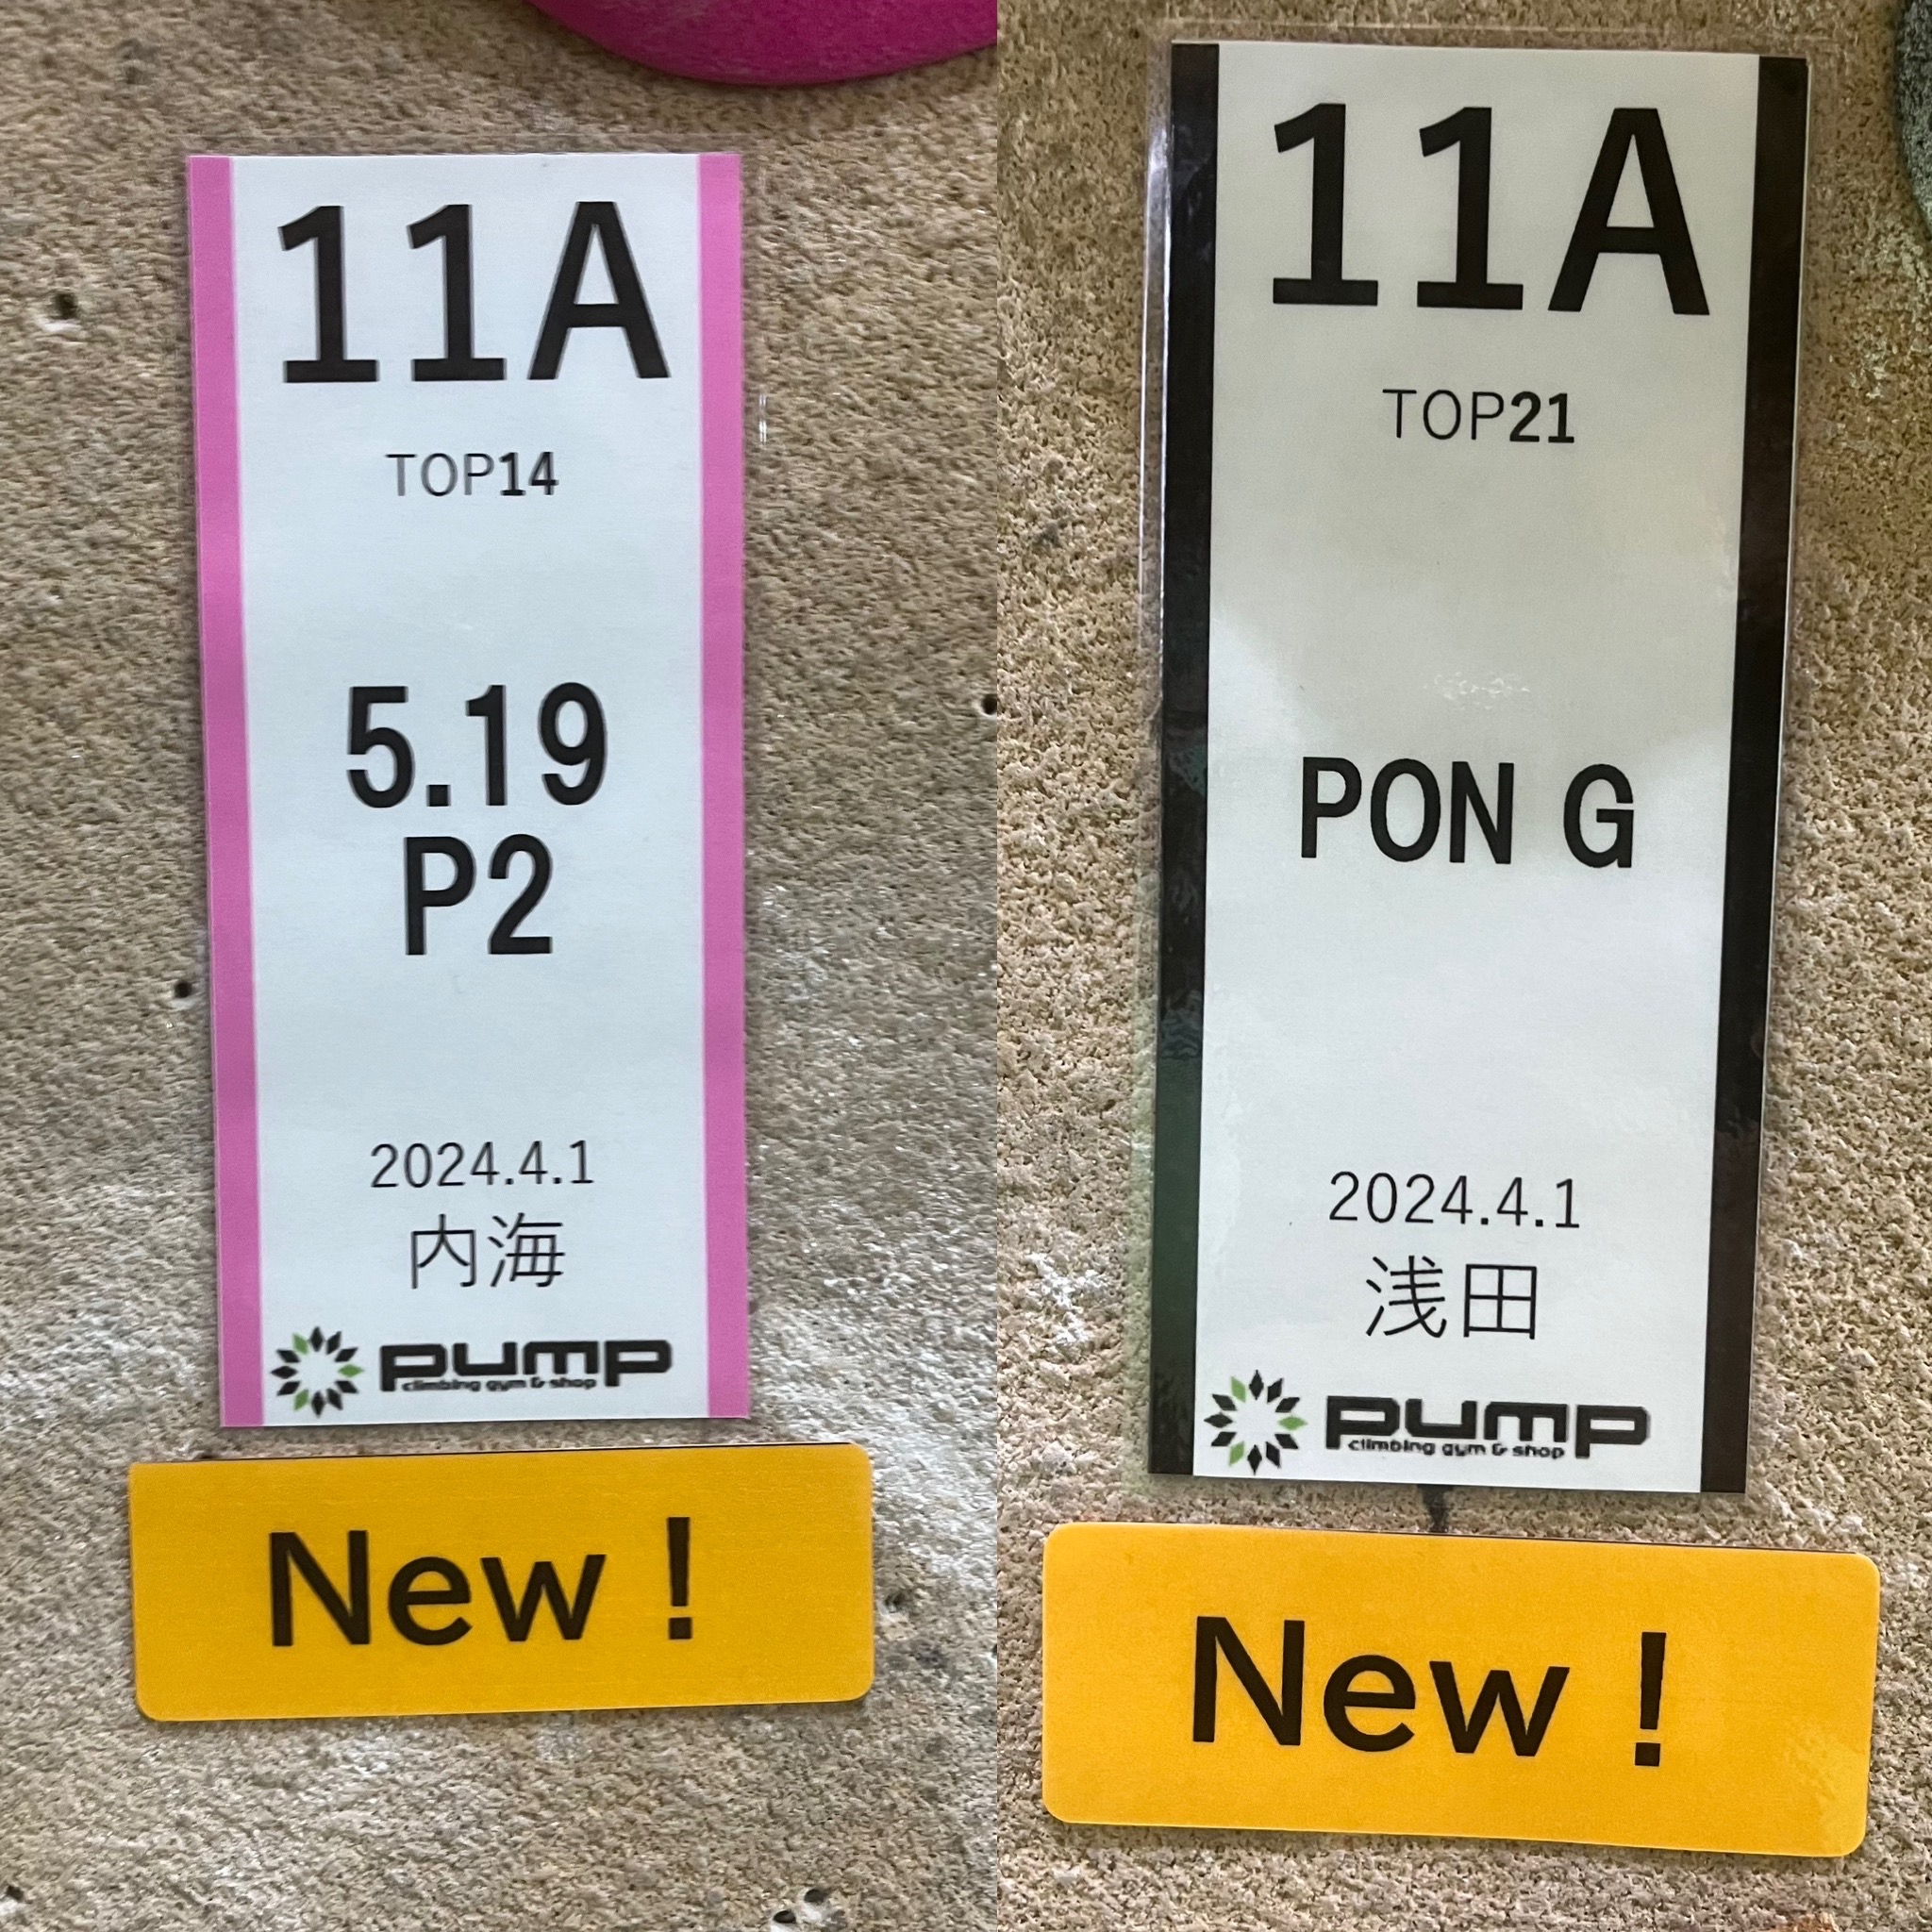 11A
TOP14
5.19
P2
2024.4.1
内海
pump
climbing gym & shop
New !
11A
TOP21
PON G
2024.4.1
浅田
pump
climbing gym & shop
New !